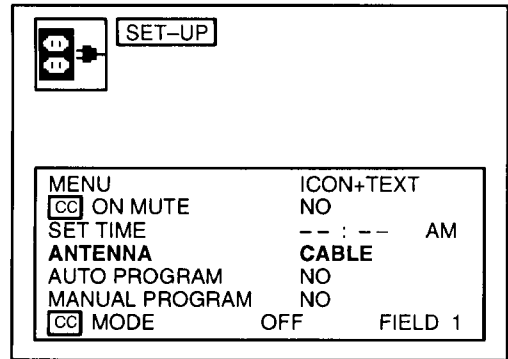 SET–UP
MENU ICON+TEXT
CC ON MUTE NO
SET TIME – – : – – AM
ANTENNA CABLE
AUTO PROGRAM NO
MANUAL PROGRAM NO
CC MODE OFF FIELD 1